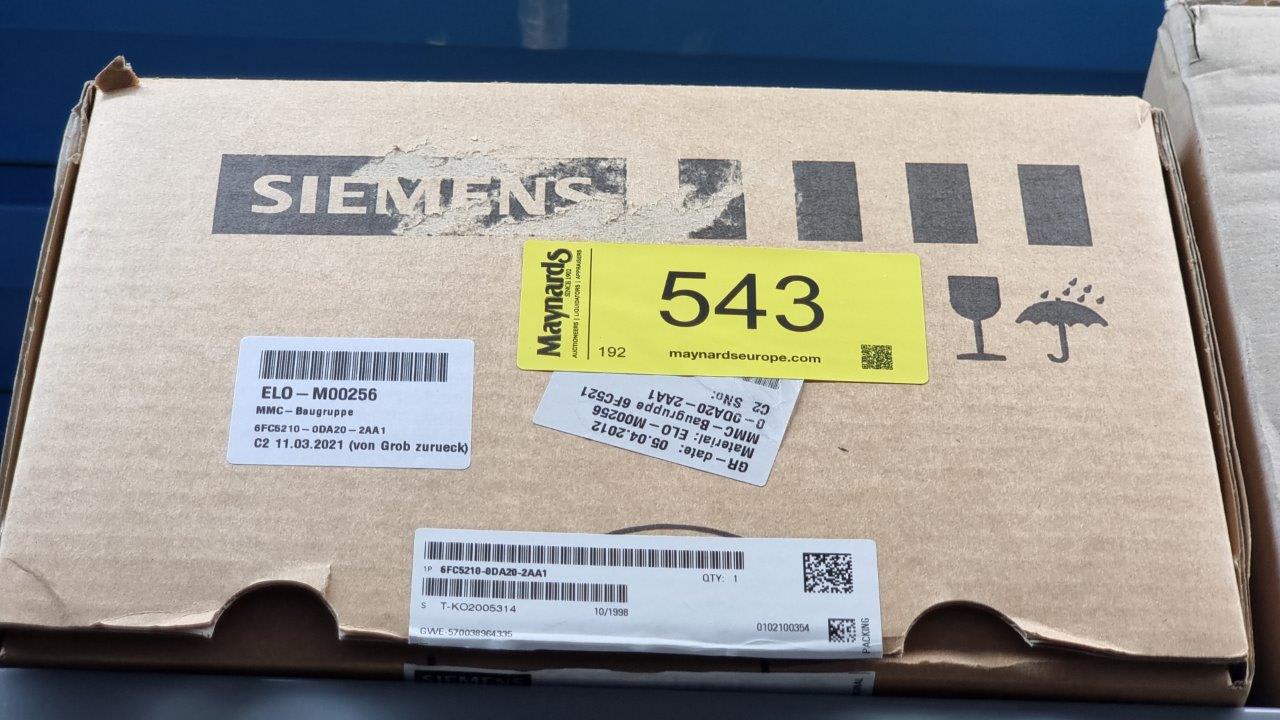 SIEMENS
Maynards
SINCE 1902
AUCTIONEERS | LIQUIDATORS | APPRAISERS
543
192
maynardseurope.com
ELO-M00256
MMC-Baugruppe
6FC5210-0DA20-2AA1
C2 11.03.2021 (von Grob zurueck)
GR-date: 05.04.2012
Material: ELO-M00256
MMC-Baugruppe 6FC521
0-0DA20-2AA1
C2 SNo:
1P 6FC5210-0DA20-2AA1
QTY: 1
S T-KO2005314
10/1998
GWE-570038964335
0102100354
PACKING
SIEMENS